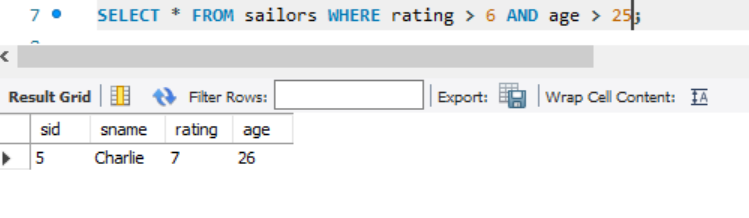 7 SELECT * FROM sailors WHERE rating > 6 AND age > 25;
Result Grid Filter Rows: Export: Wrap Cell Content: IA
sid sname rating age
5 Charlie 7 26